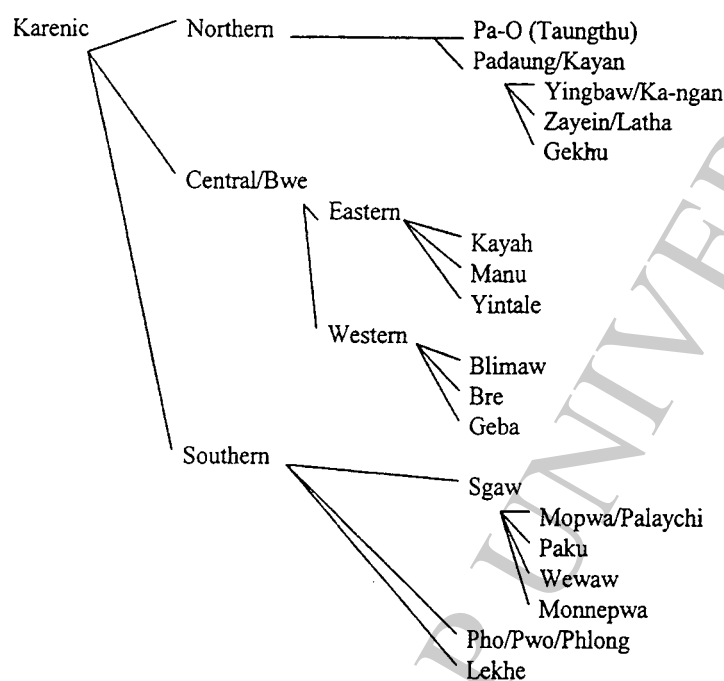 Karenic Northern Pa-O (Taungthu)
Padaung/Kayan
Yingbaw/Ka-ngan
Zayein/Latha
Gekhu
Central/Bwe
Eastern
Kayah
Manu
Yintale
Western
Blimaw
Bre
Geba
Southern
Sgaw
Mopwa/Palaychi
Paku
Wewaw
Monnepwa
Pho/Pwo/Phlong
Lekhe